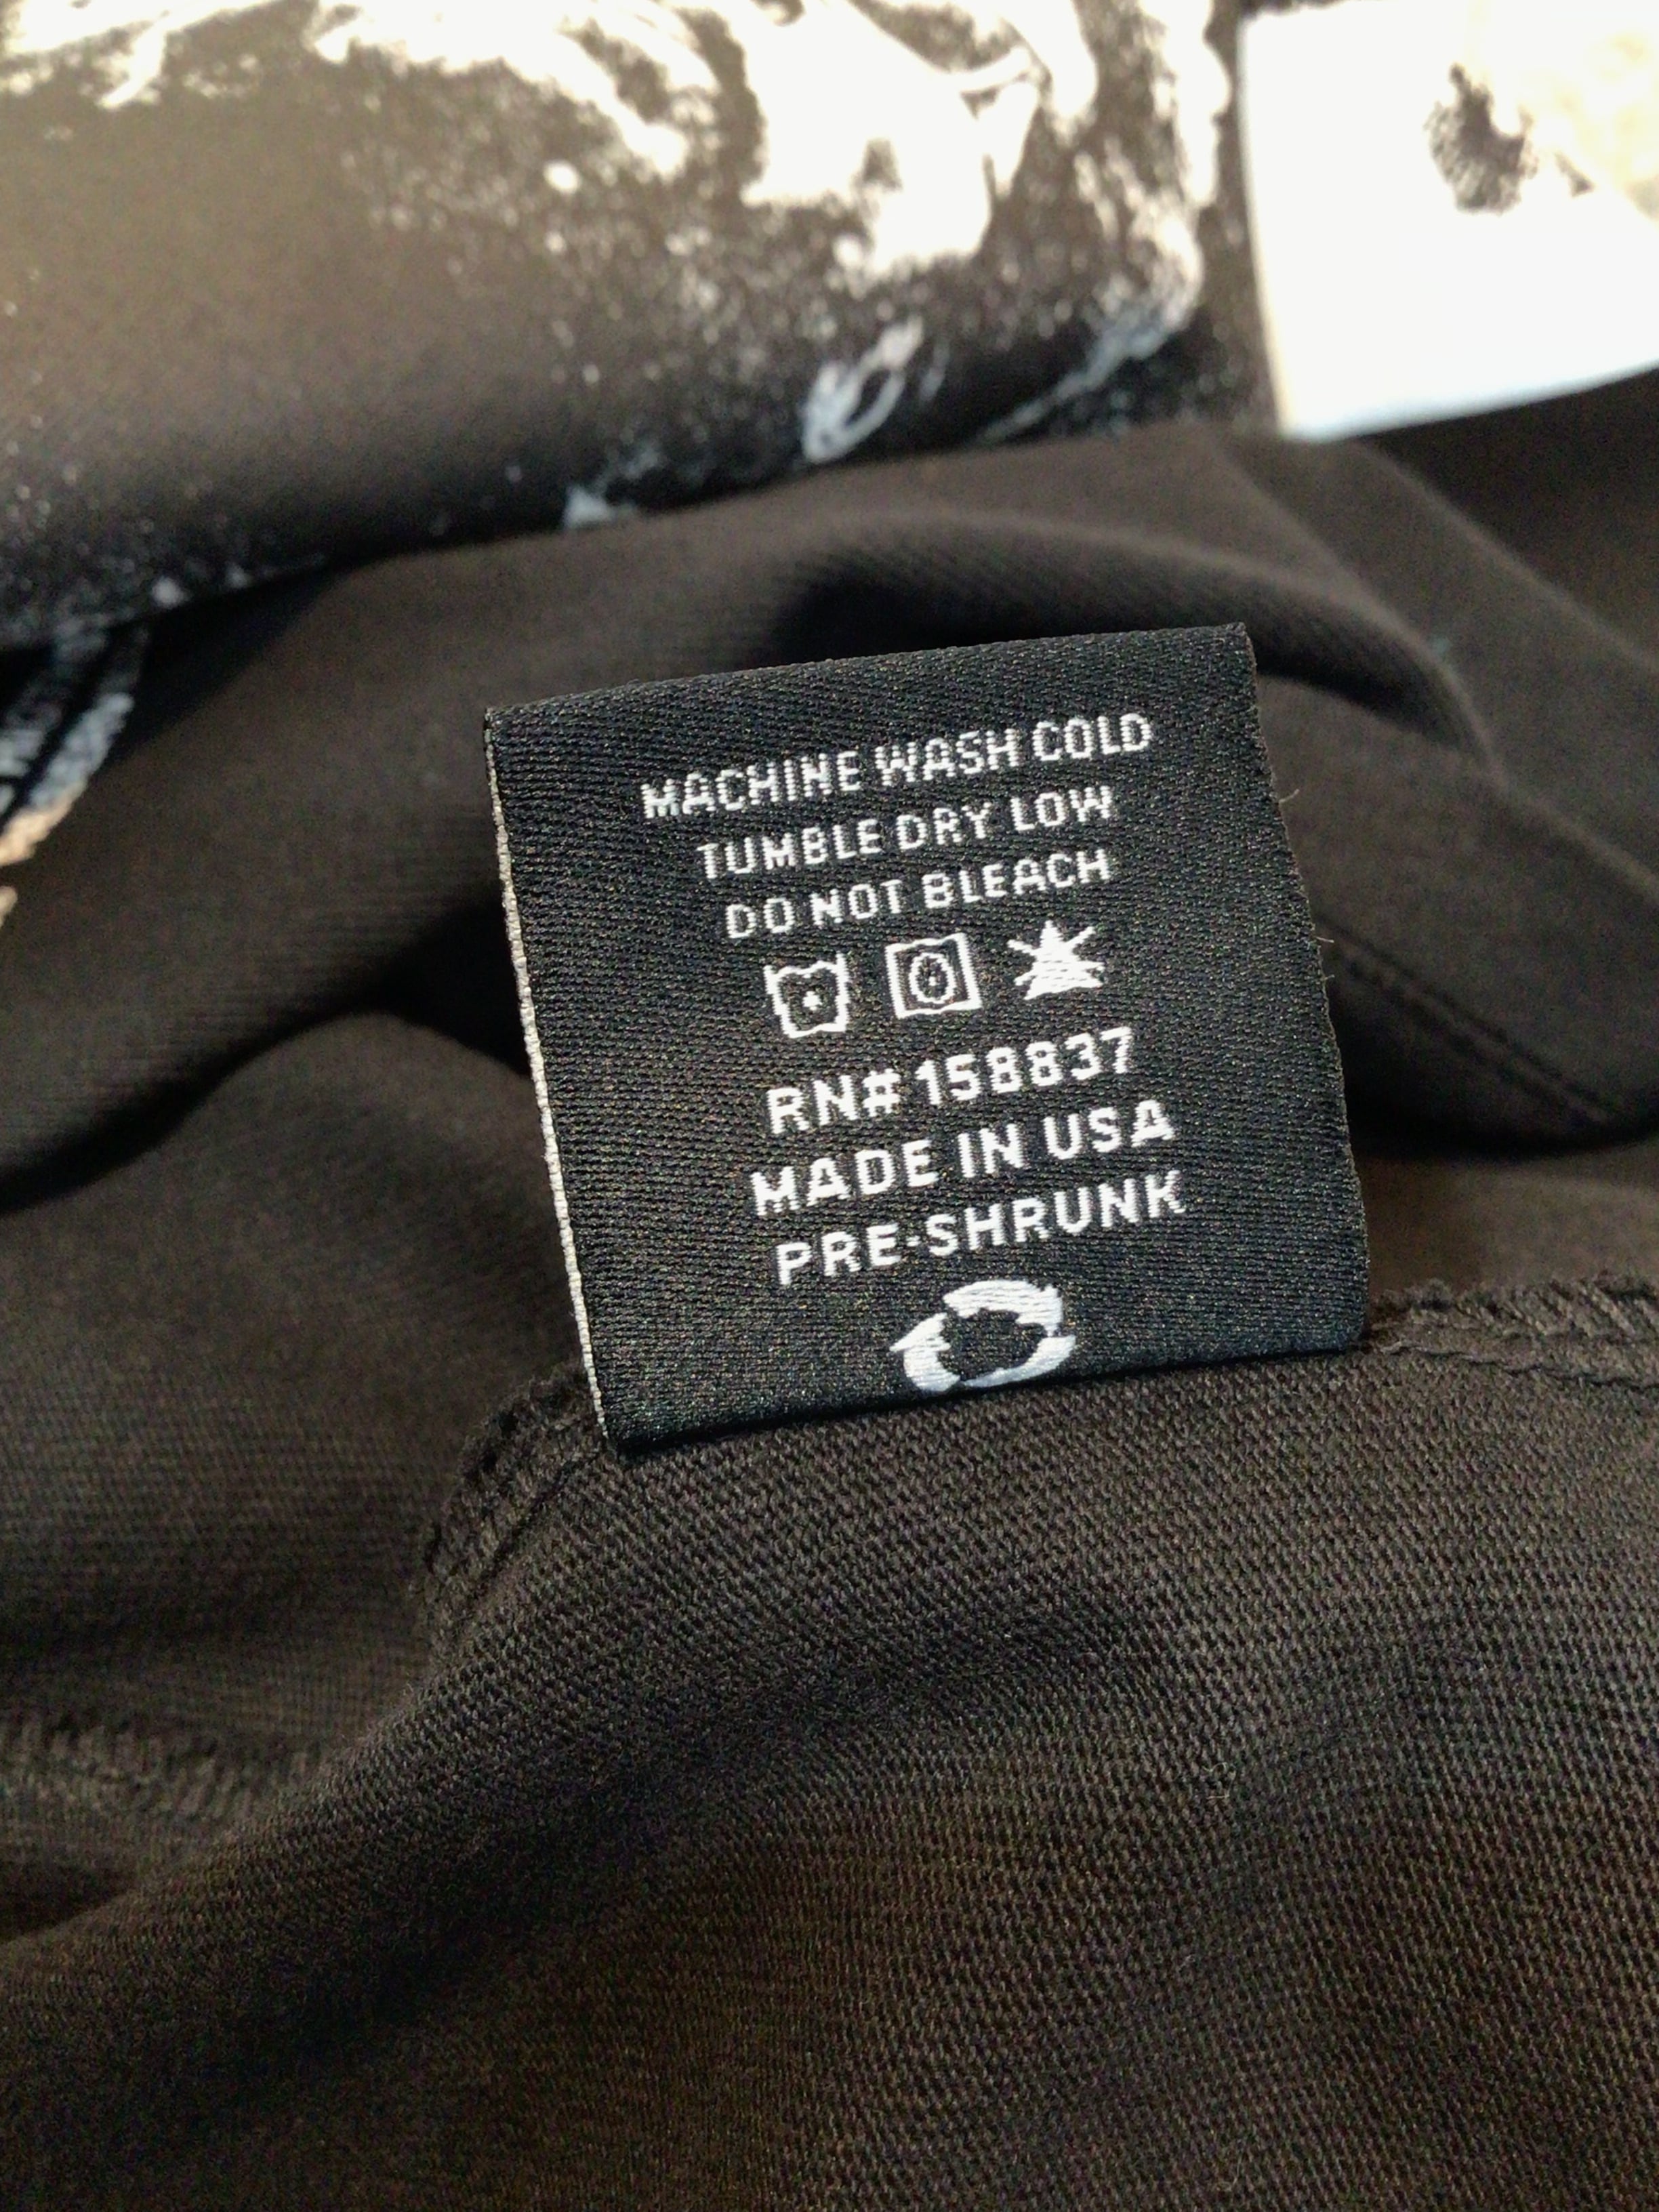 MACHINE WASH COLD
TUMBLE DRY LOW
DO NOT BLEACH
RN# 158837
MADE IN USA
PRE-SHRUNK